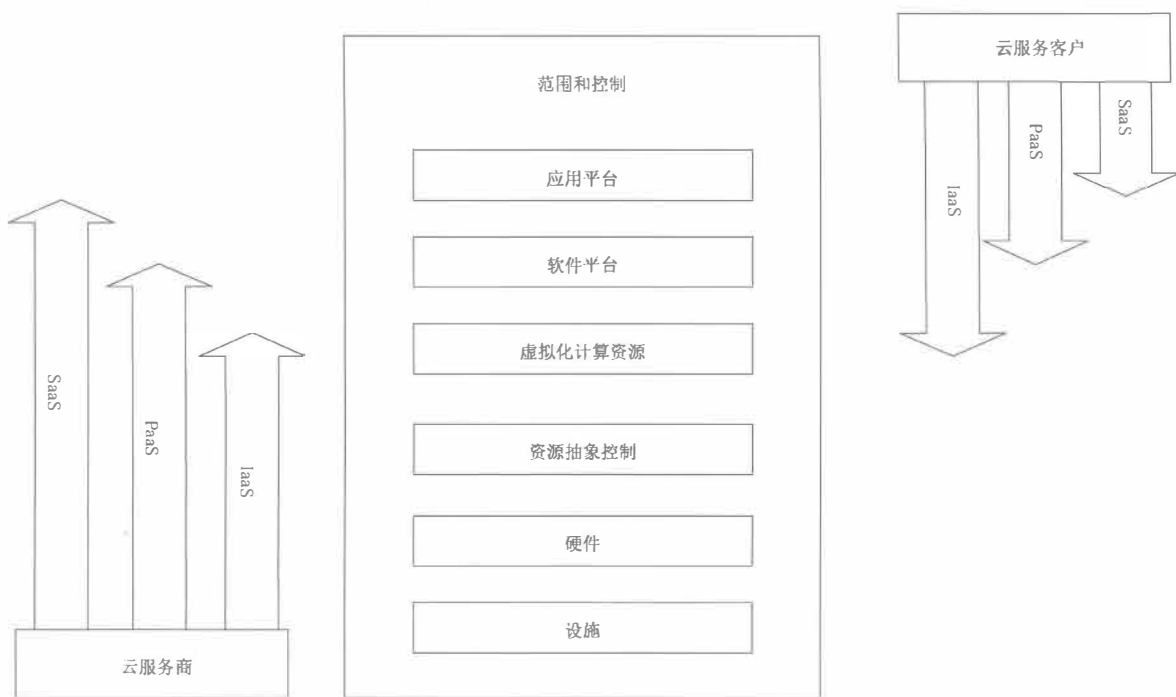 云服务客户
范围和控制
SaaS
PaaS
IaaS
应用平台
软件平台
虚拟化计算资源
SaaS
PaaS
IaaS
资源抽象控制
硬件
设施
云服务商